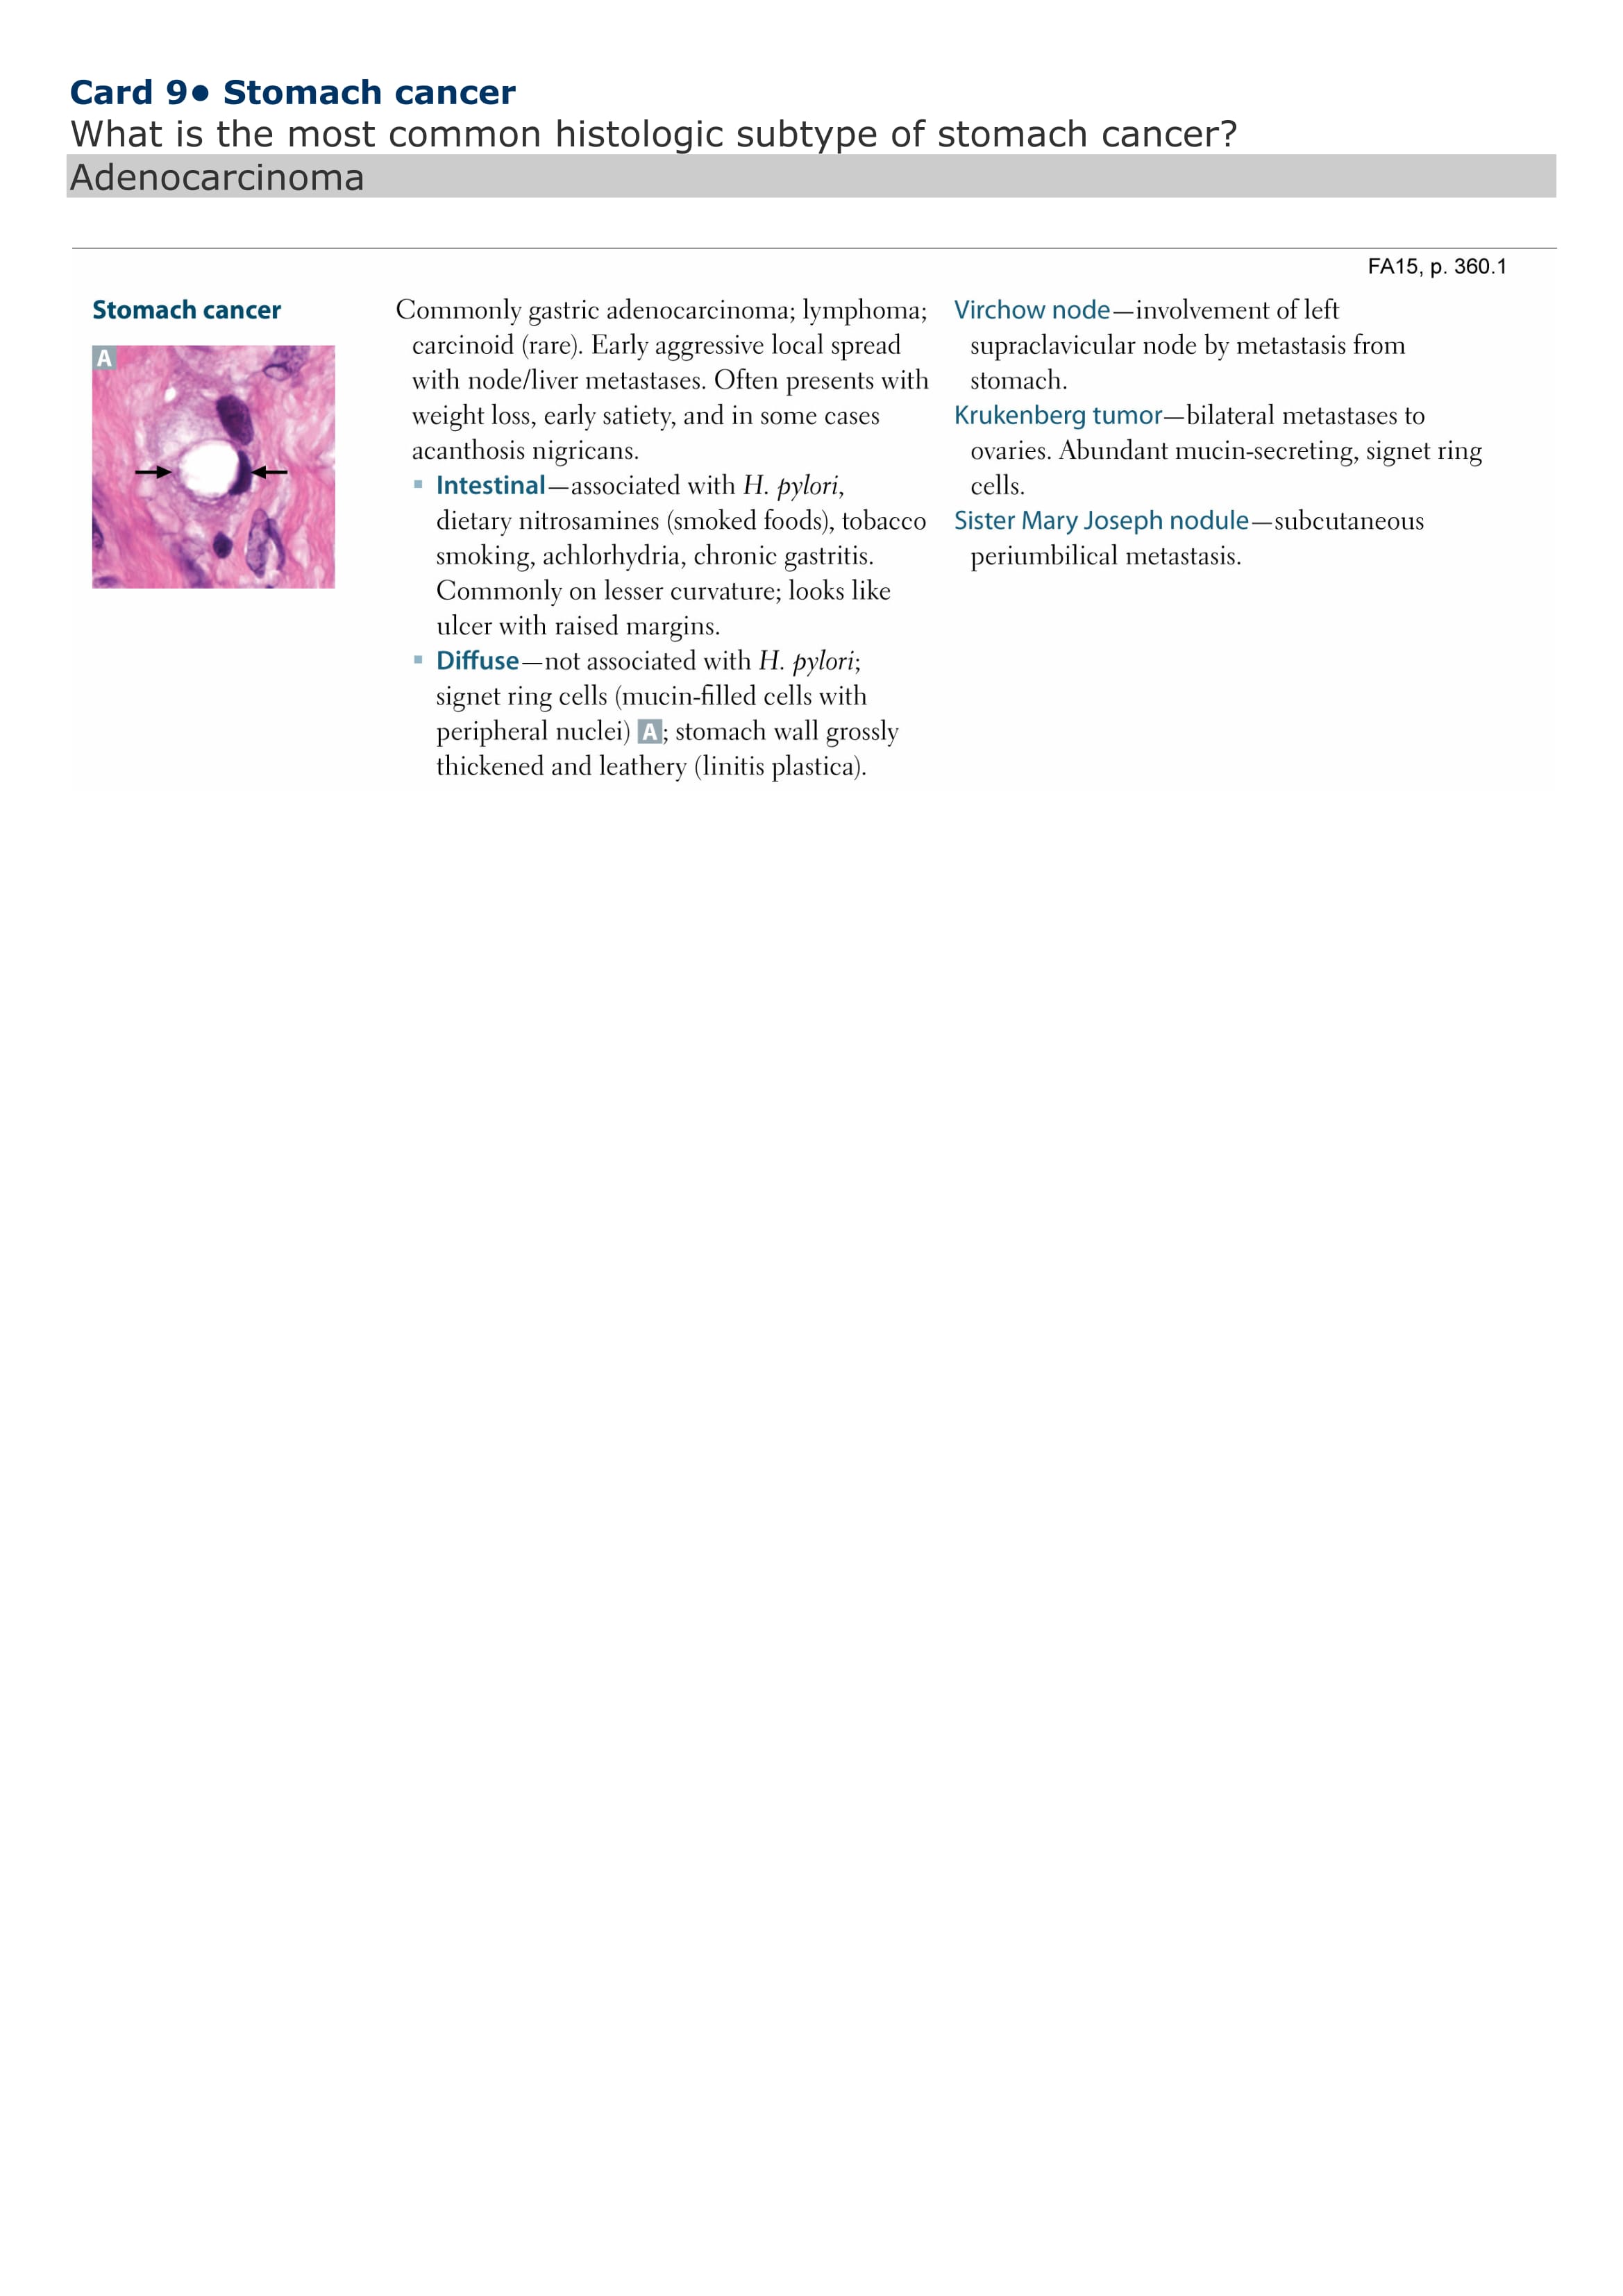 Card 9• Stomach cancer
What is the most common histologic subtype of stomach cancer?
Adenocarcinoma
FA15, p. 360.1
Stomach cancer
A
Commonly gastric adenocarcinoma; lymphoma;
carcinoid (rare). Early aggressive local spread
with node/liver metastases. Often presents with
weight loss, early satiety, and in some cases
acanthosis nigricans.
▪ Intestinal—associated with H. pylori,
dietary nitrosamines (smoked foods), tobacco
smoking, achlorhydria, chronic gastritis.
Commonly on lesser curvature; looks like
ulcer with raised margins.
▪ Diffuse—not associated with H. pylori;
signet ring cells (mucin-filled cells with
peripheral nuclei) A; stomach wall grossly
thickened and leathery (linitis plastica).
Virchow node—involvement of left
supraclavicular node by metastasis from
stomach.
Krukenberg tumor—bilateral metastases to
ovaries. Abundant mucin-secreting, signet ring
cells.
Sister Mary Joseph nodule—subcutaneous
periumbilical metastasis.